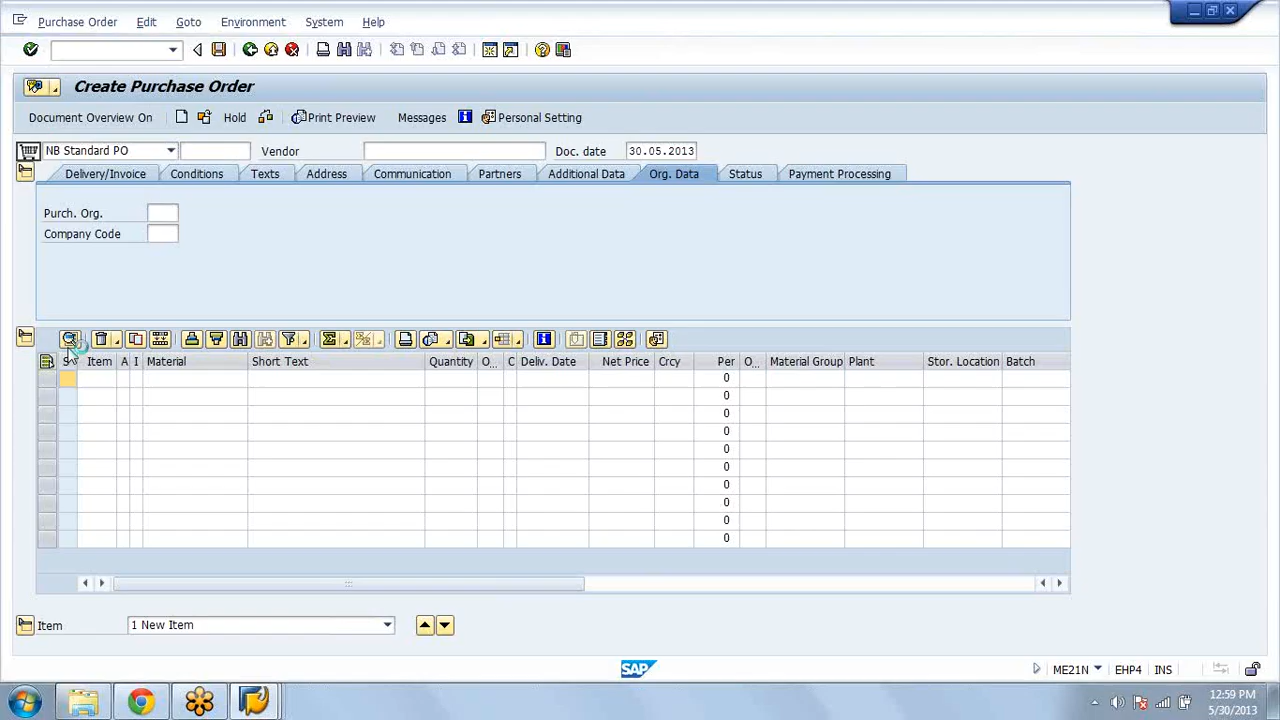 Purchase Order Edit Goto Environment System Help
Create Purchase Order
Document Overview On Hold Print Preview Messages Personal Setting
NB Standard PO Vendor Doc. date 30.05.2013
Delivery/Invoice Conditions Texts Address Communication Partners Additional Data Org. Data Status Payment Processing
Purch. Org.
Company Code
Item A I Material Short Text Quantity O... C Deliv. Date Net Price Crcy Per O... Material Group Plant Stor. Location Batch
0
0
0
0
0
0
0
0
0
0
Item 1 New Item
SAP ME21N EHP4 INS
12:59 PM
5/30/2013